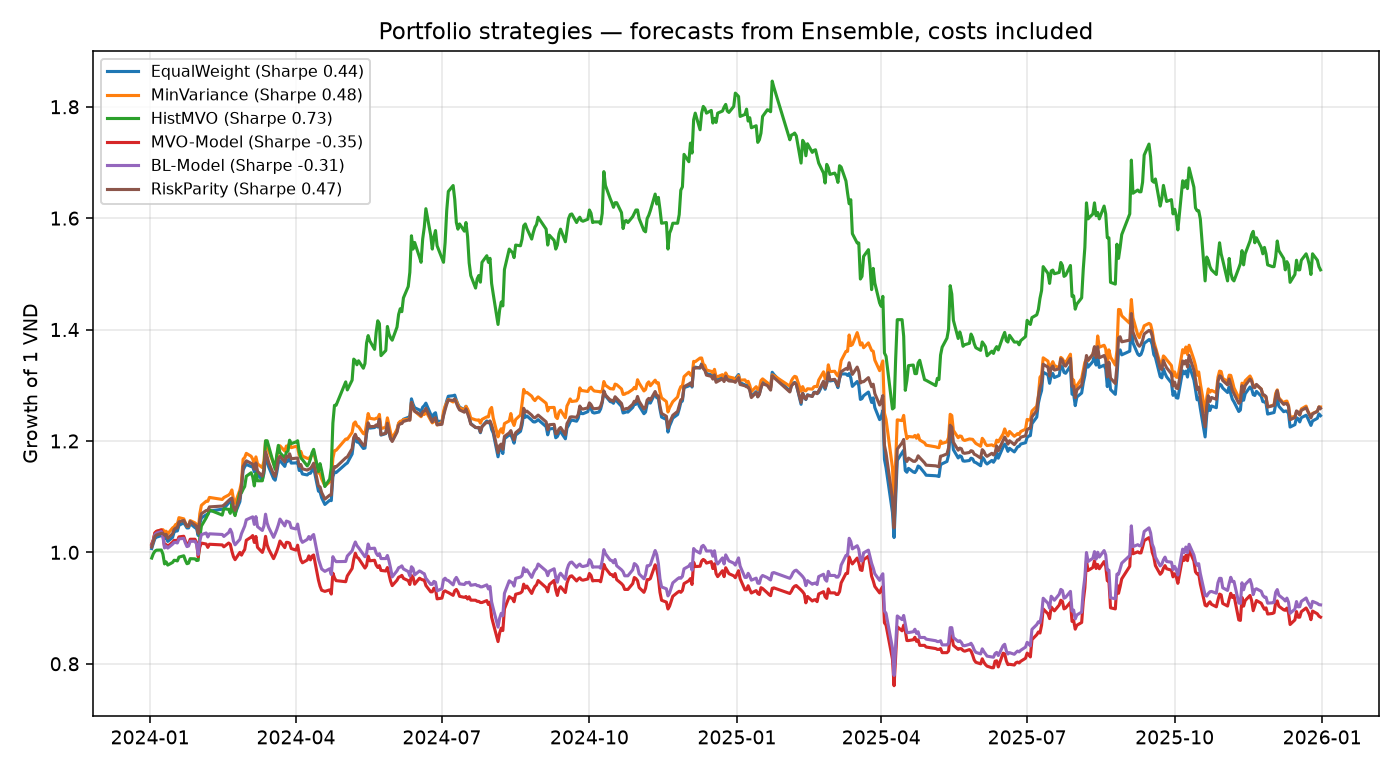 Portfolio strategies — forecasts from Ensemble, costs included
EqualWeight (Sharpe 0.44)
MinVariance (Sharpe 0.48)
HistMVO (Sharpe 0.73)
MVO-Model (Sharpe -0.35)
BL-Model (Sharpe -0.31)
RiskParity (Sharpe 0.47)
Growth of 1 VND
1.8
1.6
1.4
1.2
1.0
0.8
2024-01 2024-04 2024-07 2024-10 2025-01 2025-04 2025-07 2025-10 2026-01